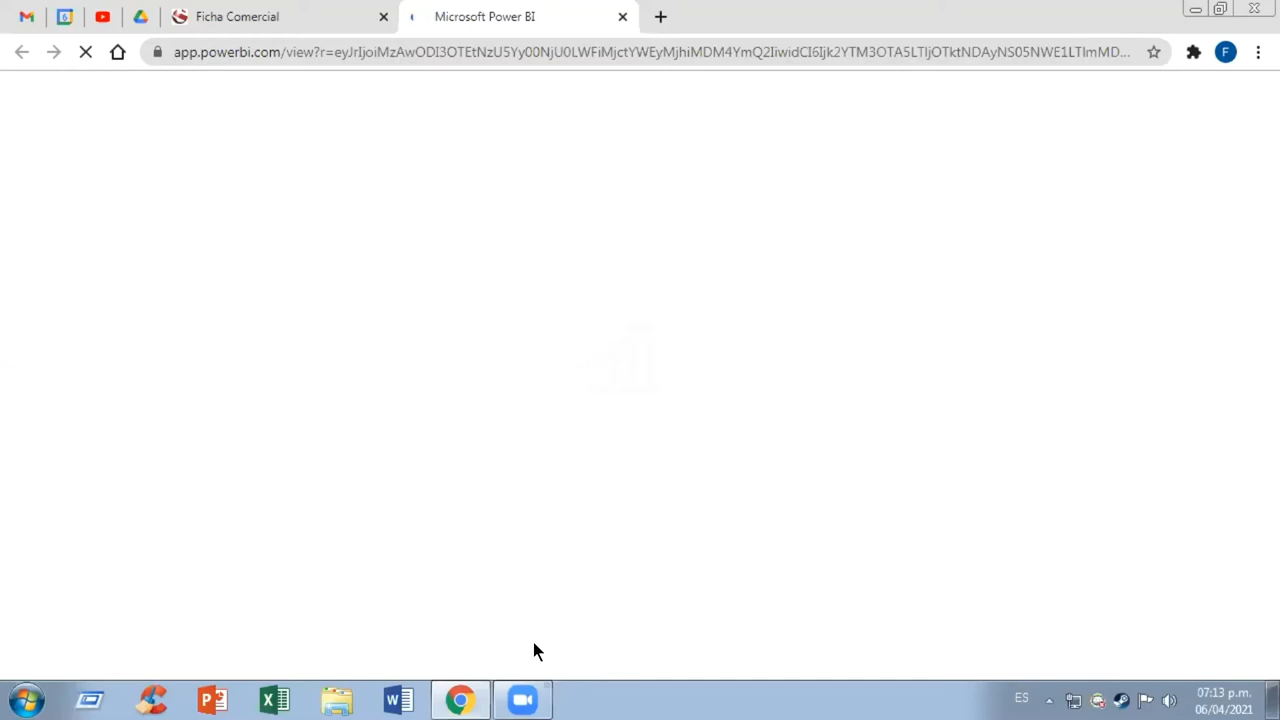 Ficha Comercial
Microsoft Power BI
app.powerbi.com/view?r=eyJrIjoiMzAwODI3OTEtNzU5Yy00NjU0LWFiMjctYWEyMjhiMDM4YmQ2IiwidCI6Ijk2YTM3OTA5LTljOTktNDAyNS05NWE1LTlmMD...
F
ES
07:13 p.m.
06/04/2021